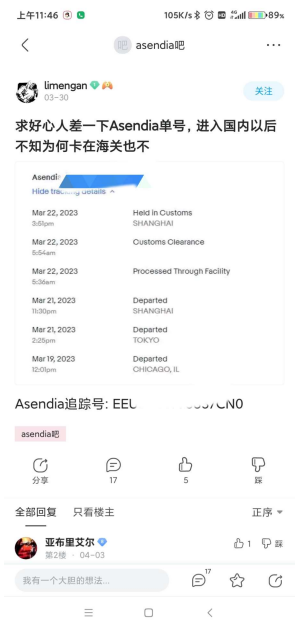 上午11:46
105K/s
HD
4G
89%
吧
asendia吧
limengan
03-30
关注
求好心人差一下Asendia单号，进入国内以后
不知为何卡在海关也不
Asendia
Hide tracking details
Mar 22, 2023 Held in Customs
3:51pm SHANGHAI
Mar 22, 2023 Customs Clearance
5:54am
Mar 22, 2023 Processed Through Facility
5:38am
Mar 21, 2023 Departed
11:30pm SHANGHAI
Mar 21, 2023 Departed
2:25pm TOKYO
Mar 19, 2023 Departed
12:01pm CHICAGO, IL
Asendia追踪号: EEU CN0
asendia吧
分享 17 5 踩
全部回复 只看楼主 正序
亚布里艾尔
1 踩
第2楼 · 04-03
我有一个大胆的想法...
17